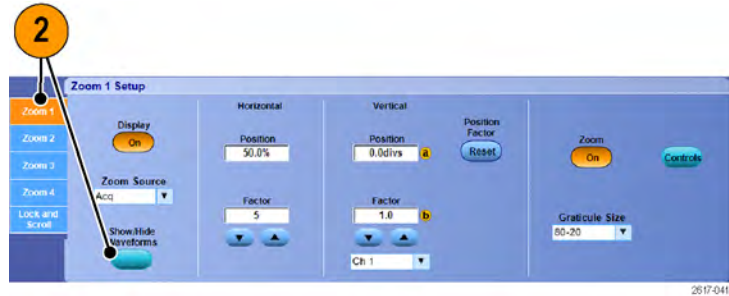 2
Zoom 1 Setup
Zoom 1
Zoom 2
Zoom 3
Zoom 4
Lock and
Scroll
Display
On
Zoom Source
Acq
Show/Hide
Waveforms
Horizontal
Position
50.0%
Factor
5
Vertical
Position
0.0divs a
Factor
1.0 b
Ch 1
Position
Factor
Reset
Zoom
On
Graticule Size
80-20
Controls
2617-041